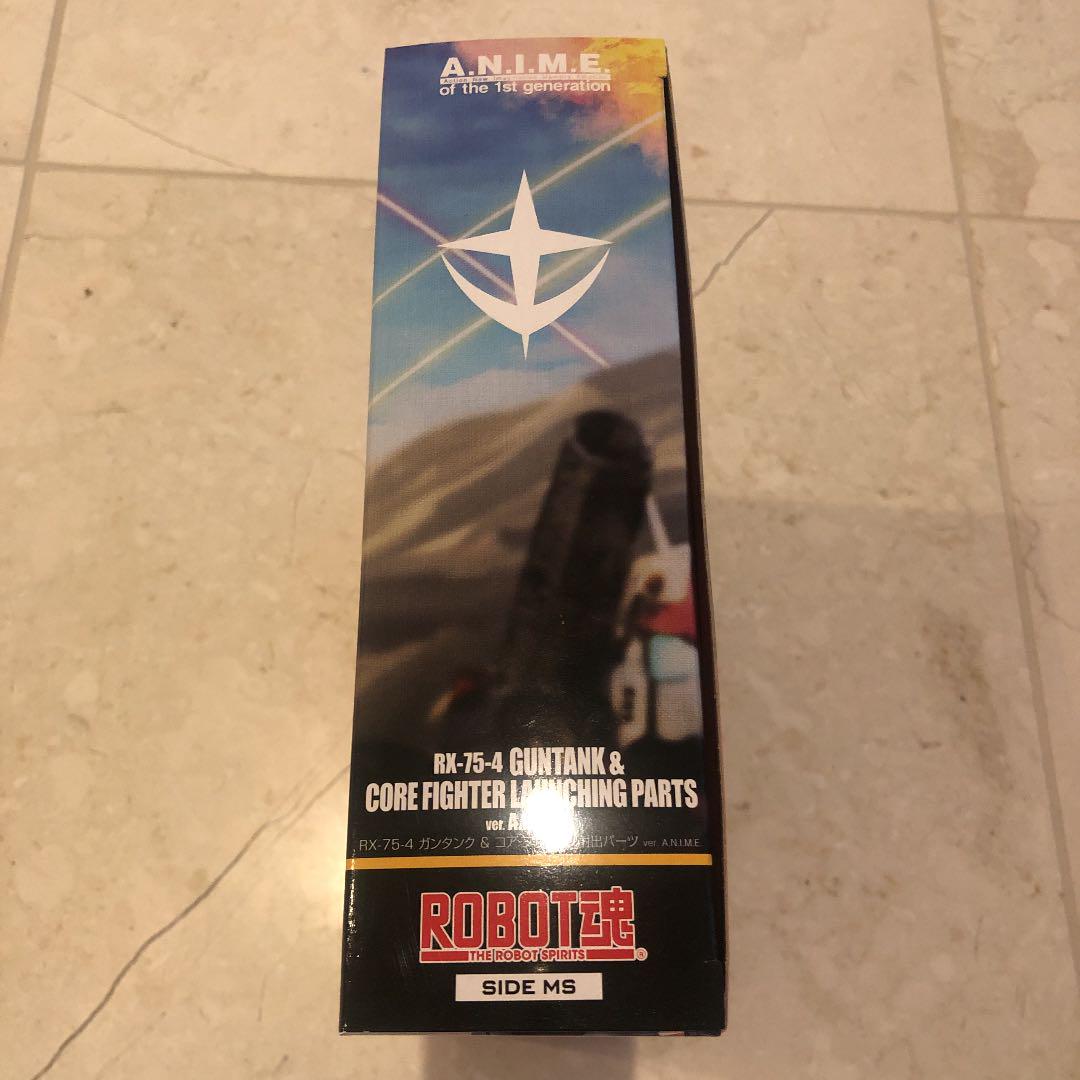 A.N.I.M.E.
of the 1st generation
RX-75-4 GUNTANK &
CORE FIGHTER LAUNCHING PARTS
ver.
RX-75-4 ガンタンク & コア 出パーツ ver. A.N.I.M.E.
ROBOT魂
THE ROBOT SPIRITS ®
SIDE MS